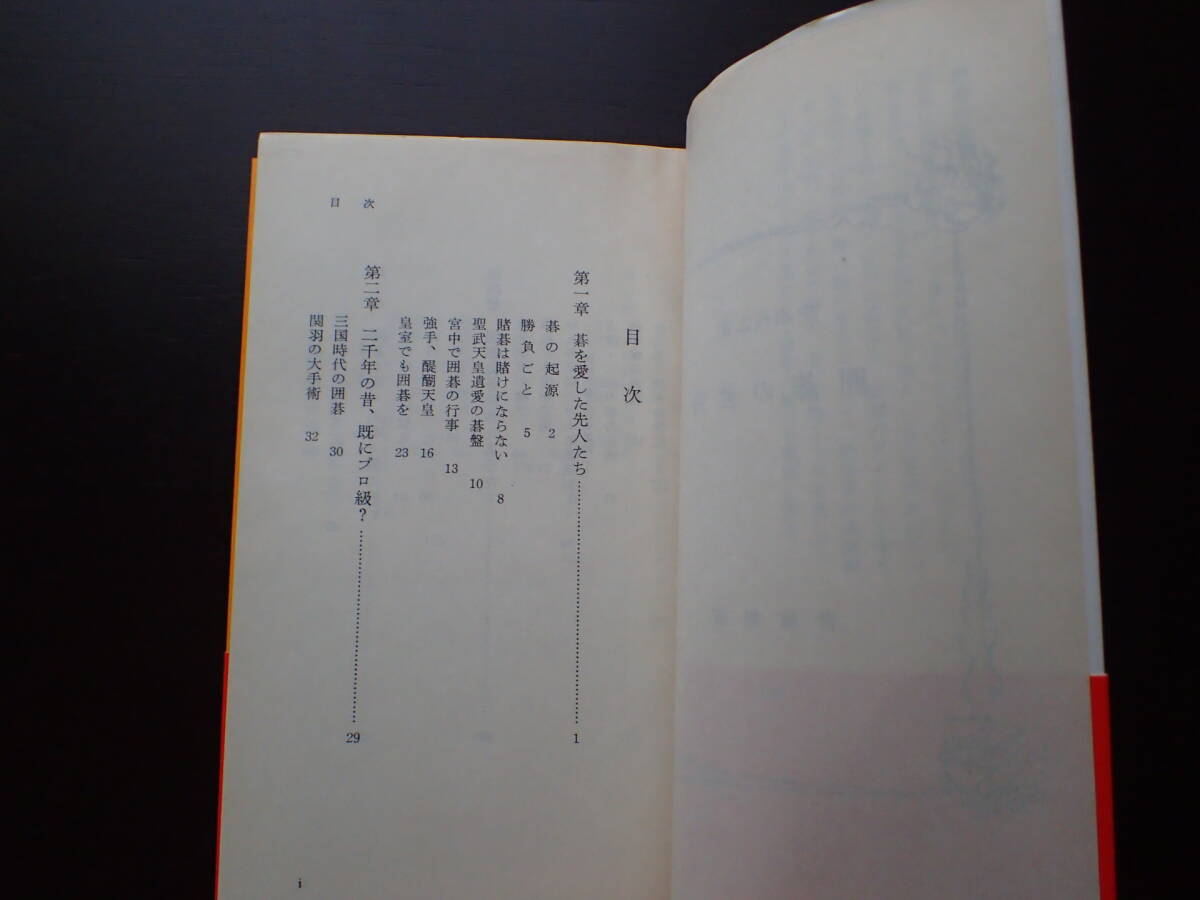 目次
第一章 碁を愛した先人たち……………………1
碁の起源 2
勝負ごと 5
賭碁は賭けにならない 8
聖武天皇遺愛の碁盤 10
宮中で囲碁の行事 13
強手、醍醐天皇 16
皇室でも囲碁を 23
第二章 二千年の昔、既にプロ級?……………………29
三国時代の囲碁 30
関羽の大手術 32
目次
i